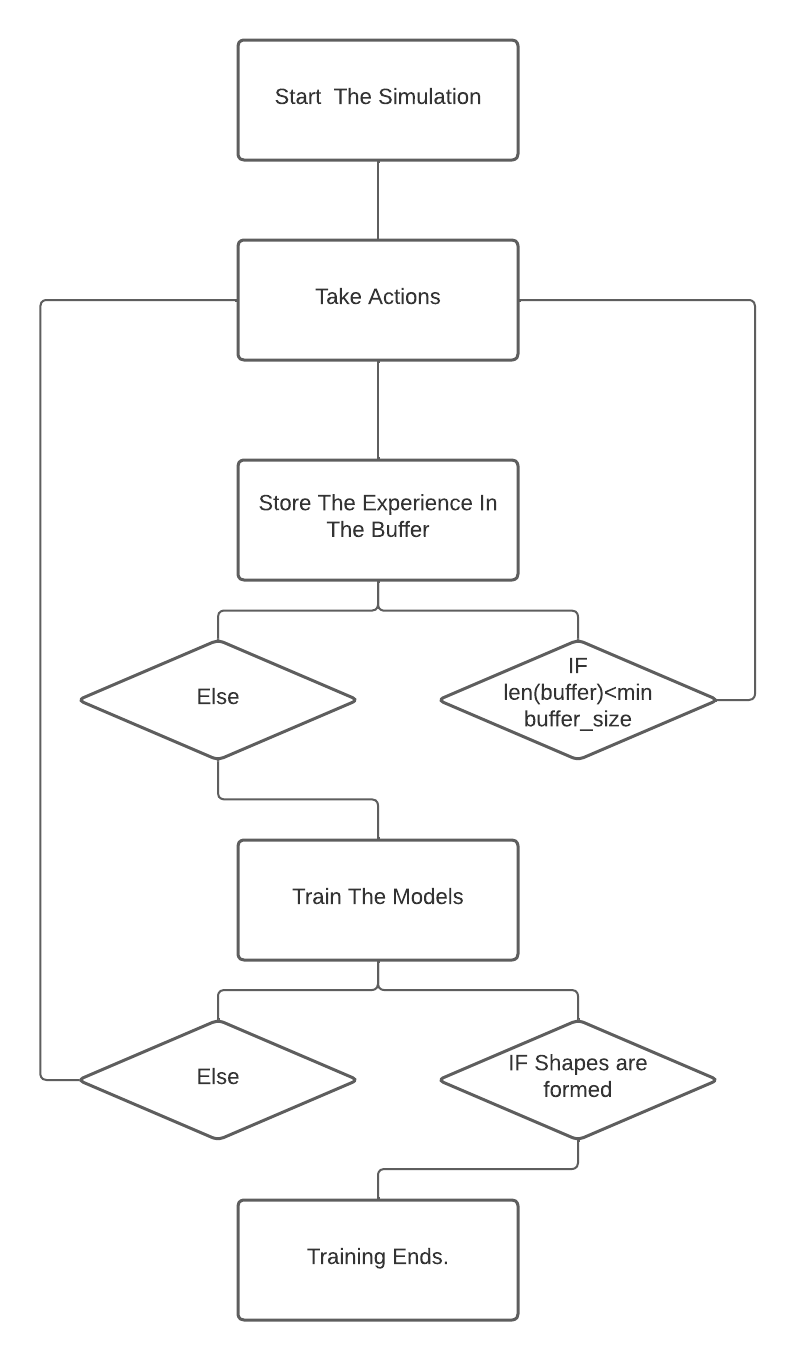 Start  The Simulation
Take Actions
Store The Experience In
The Buffer
Else
IF
len(buffer)<min
buffer_size
Train The Models
Else
IF Shapes are
formed
Training Ends.